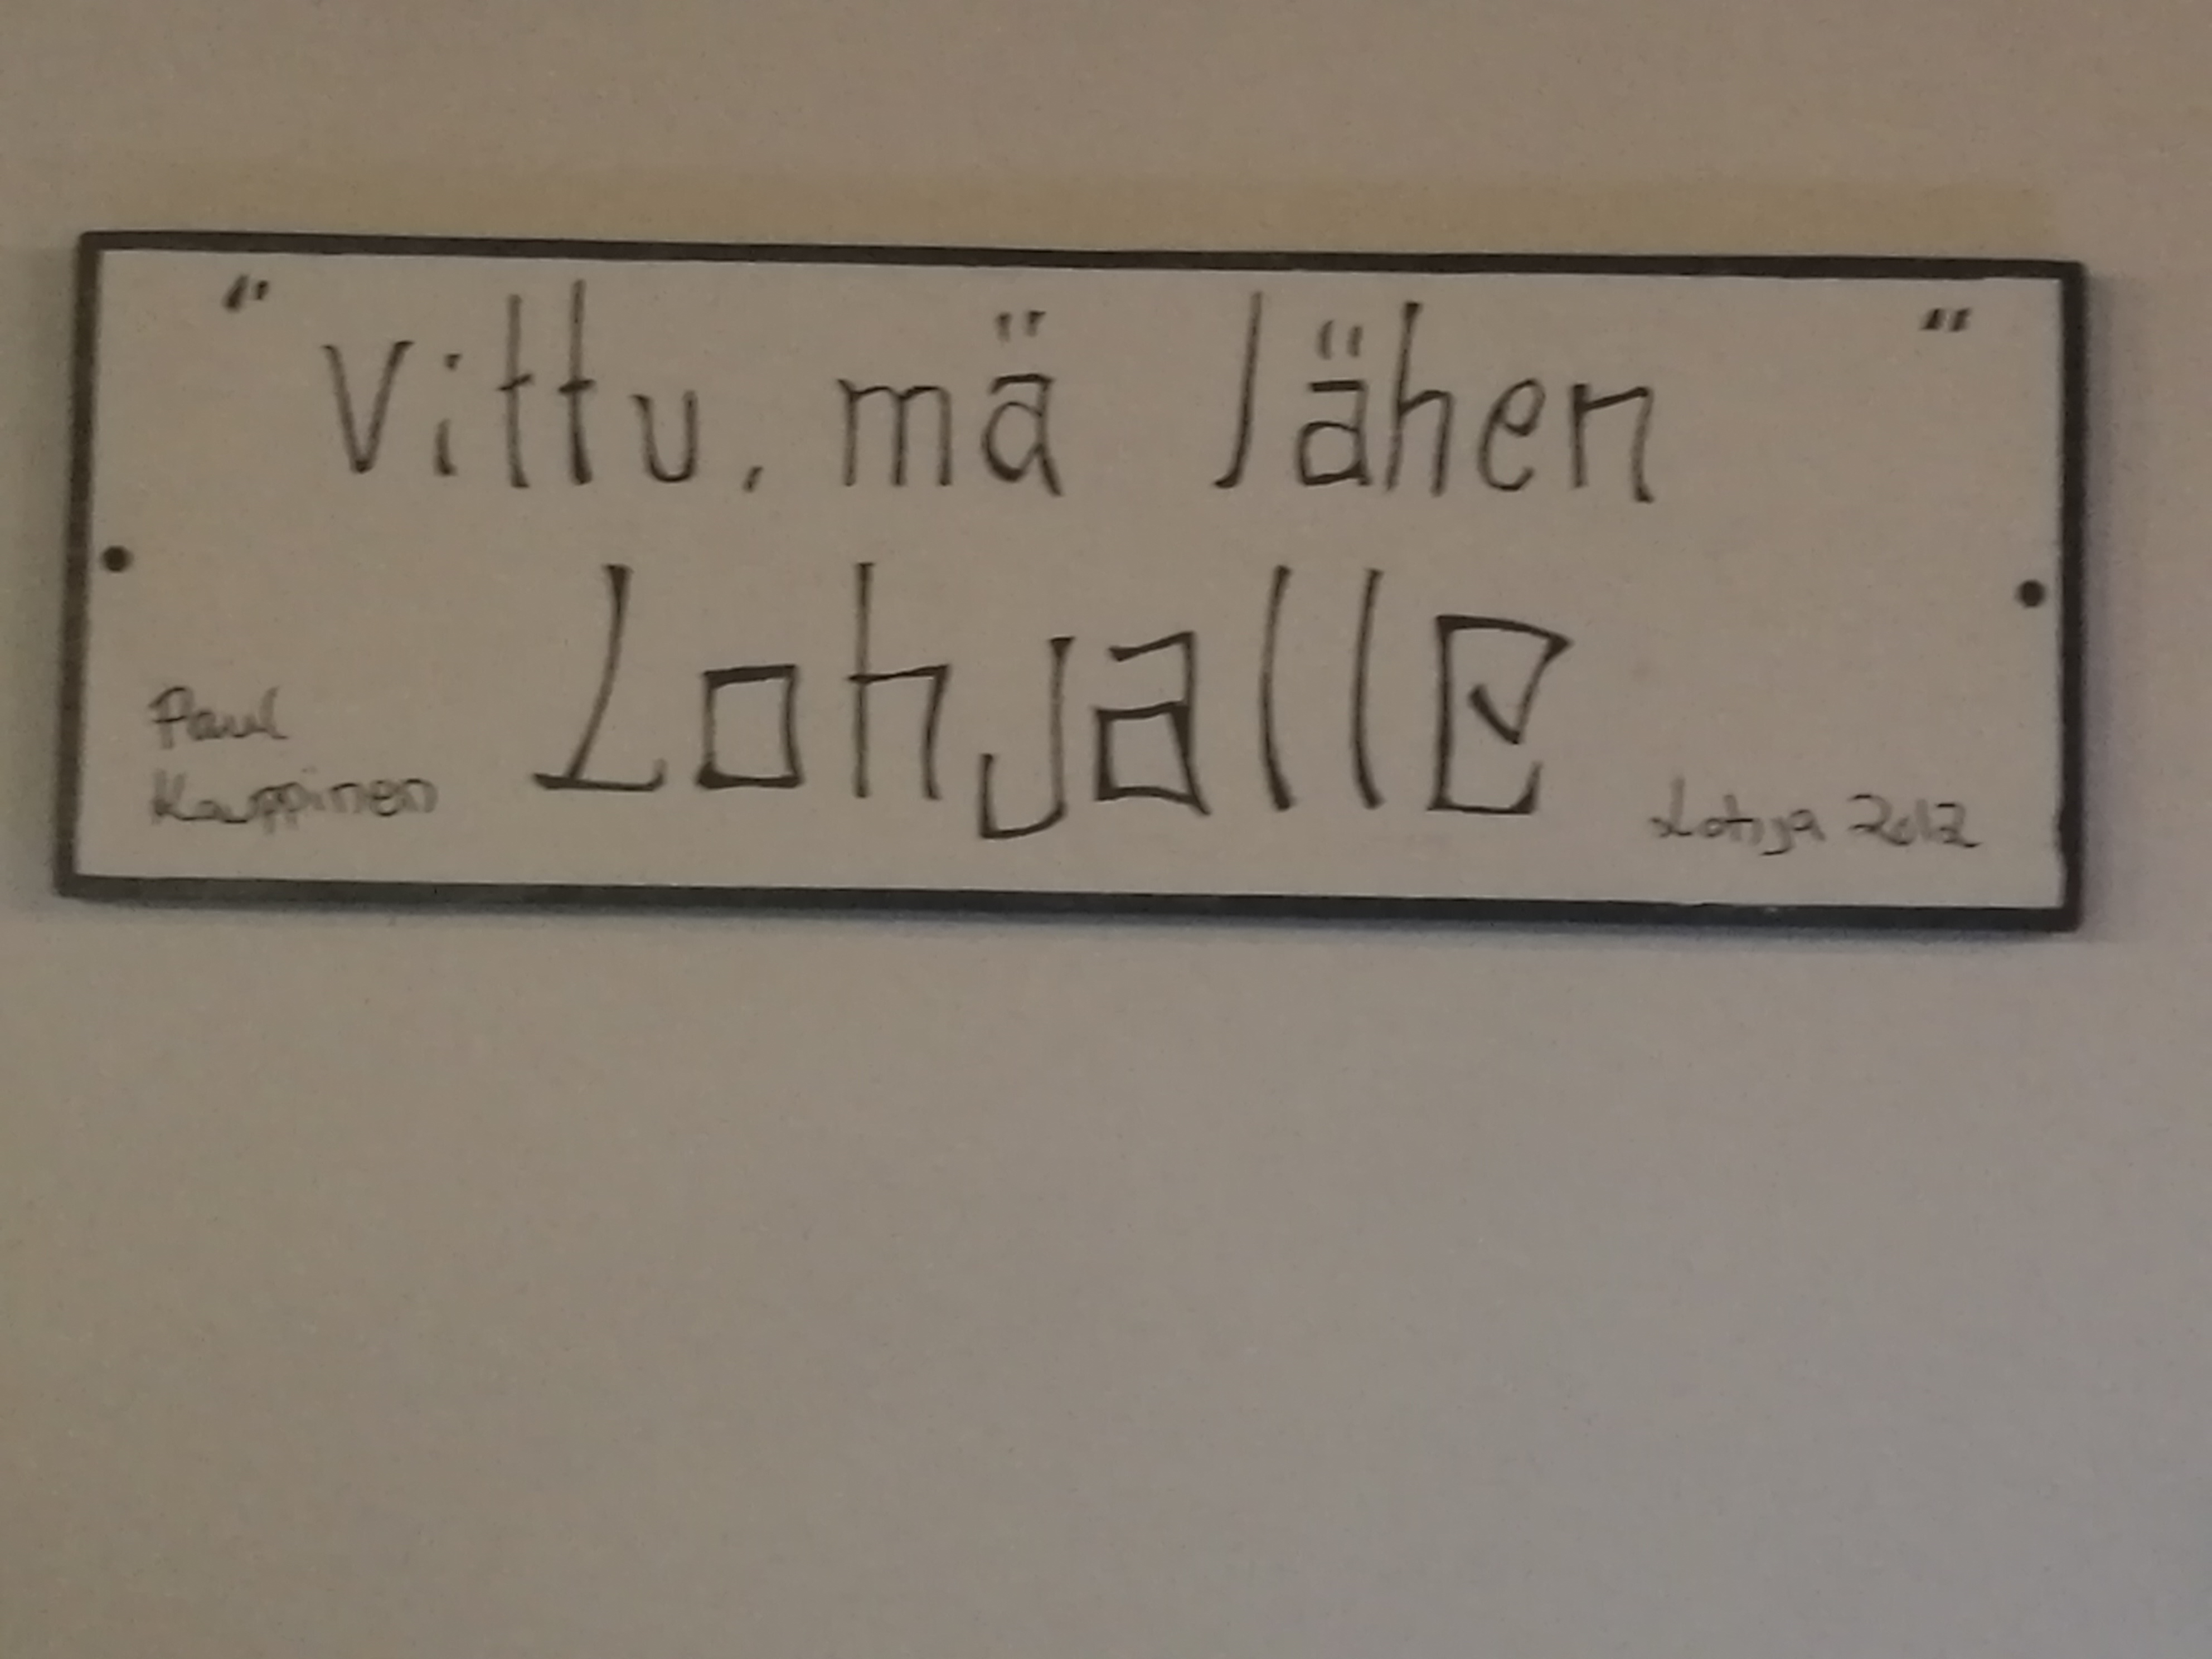 "Vittu, mä lähen"
Lohjalle
Paul
Kauppinen
Lohja 2012